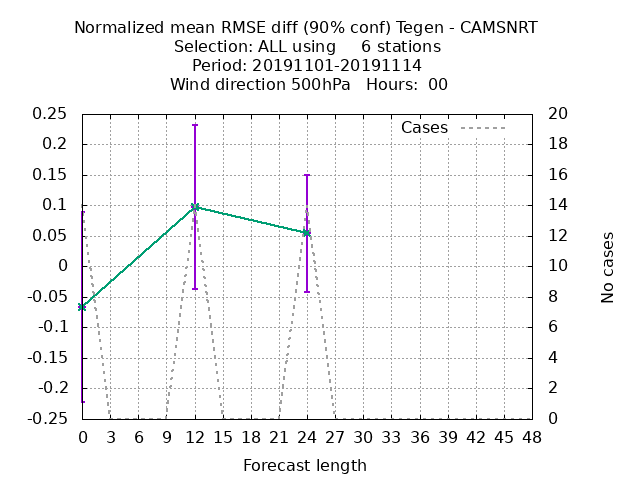 Normalized mean RMSE diff (90% conf) Tegen - CAMSNRT
Selection: ALL using     6 stations
Period: 20191101-20191114
Wind direction 500hPa   Hours:  00
0.25
0.2
0.15
0.1
0.05
0
-0.05
-0.1
-0.15
-0.2
-0.25
Cases
20
18
16
14
12
10
8
6
4
2
0
No cases
0 3 6 9 12 15 18 21 24 27 30 33 36 39 42 45 48
Forecast length